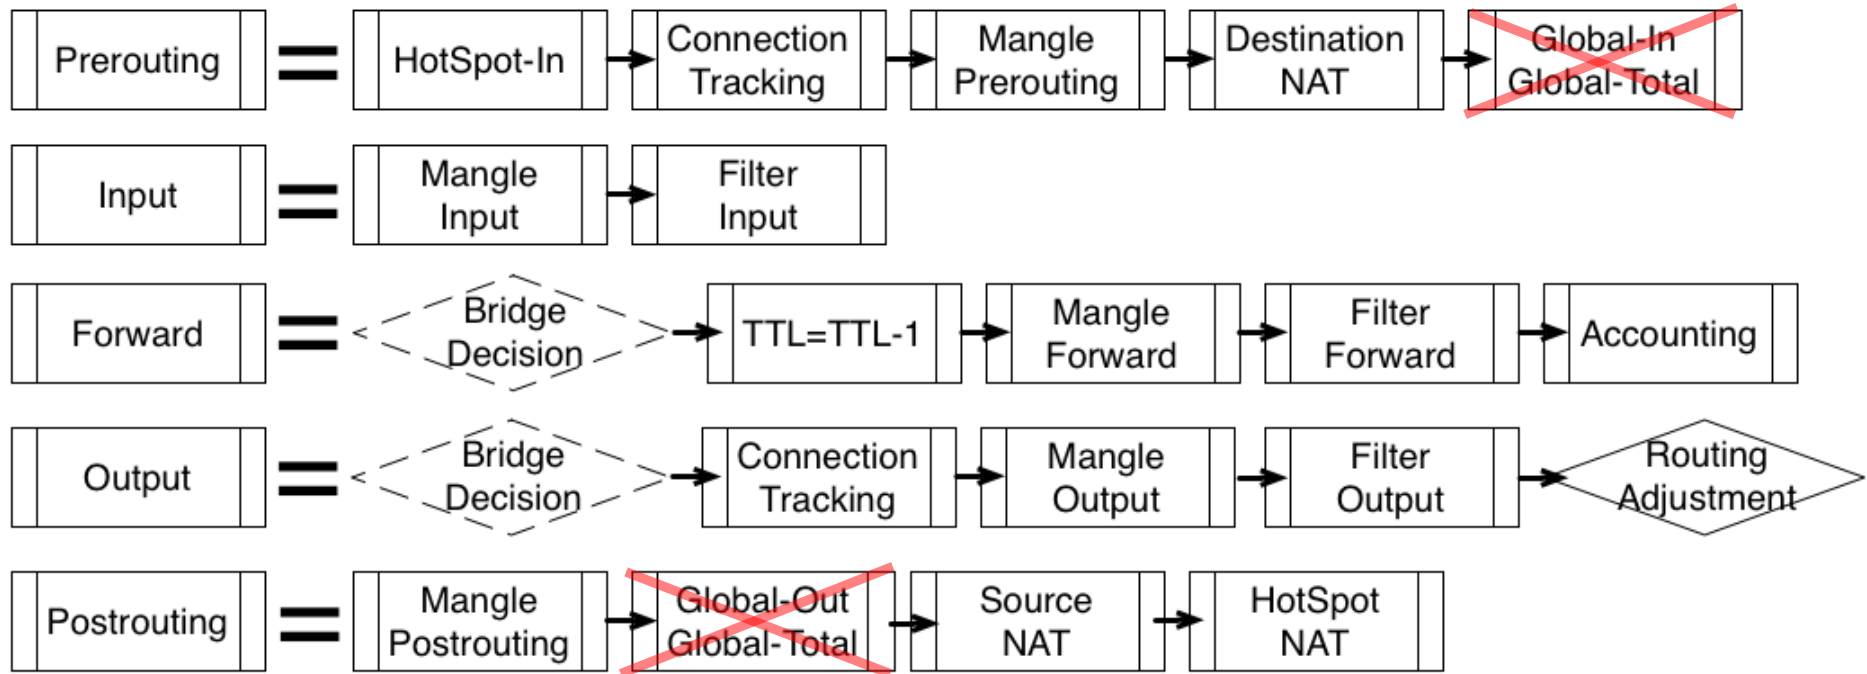 Prerouting
HotSpot-In
Connection
Tracking
Mangle
Prerouting
Destination
NAT
Global-In
Global-Total
Input
Mangle
Input
Filter
Input
Forward
Bridge
Decision
TTL=TTL-1
Mangle
Forward
Filter
Forward
Accounting
Output
Bridge
Decision
Connection
Tracking
Mangle
Output
Filter
Output
Routing
Adjustment
Postrouting
Mangle
Postrouting
Global-Out
Global-Total
Source
NAT
HotSpot
NAT